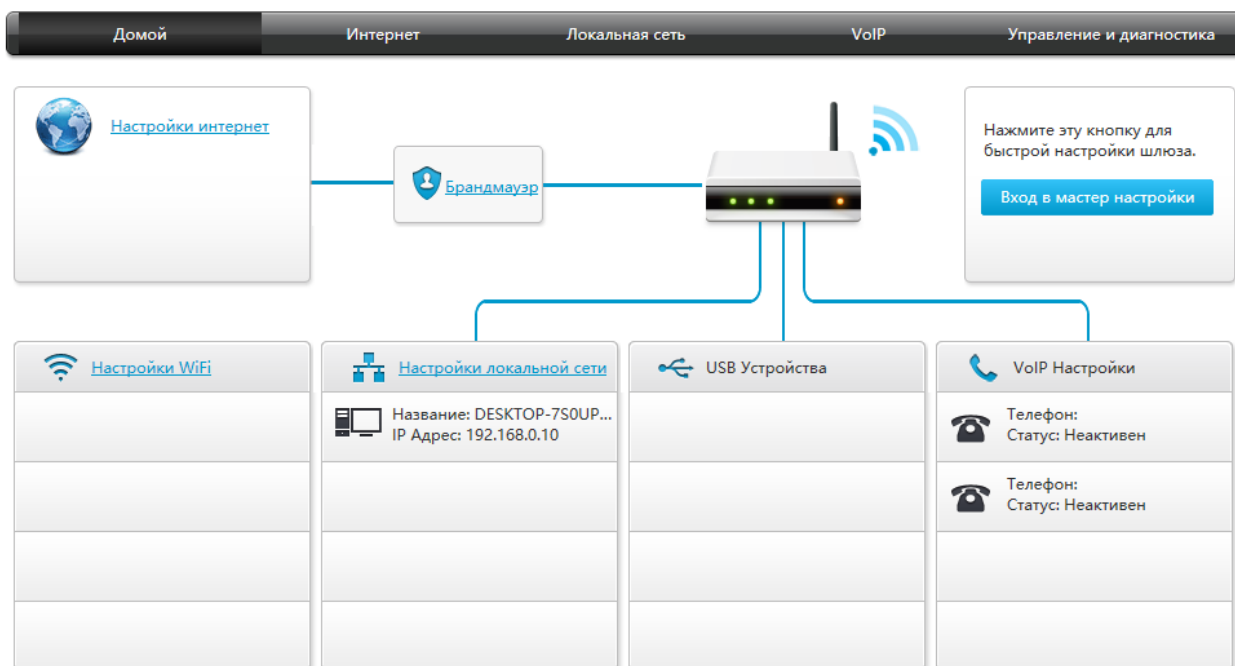 Домой Интернет Локальная сеть VoIP Управление и диагностика
Настройки интернет
Брандмауэр
Нажмите эту кнопку для
быстрой настройки шлюза.
Вход в мастер настройки
Настройки WiFi
Настройки локальной сети
Название: DESKTOP-7S0UP...
IP Адрес: 192.168.0.10
USB Устройства
VoIP Настройки
Телефон:
Статус: Неактивен
Телефон:
Статус: Неактивен